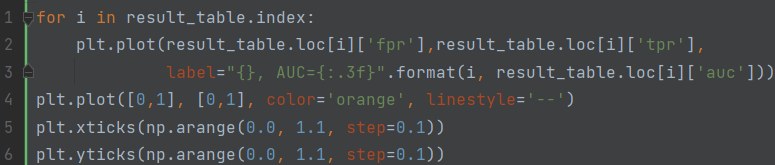 1 for i in result_table.index:
2     plt.plot(result_table.loc[i]['fpr'],result_table.loc[i]['tpr'],
3              label="{}, AUC={:.3f}".format(i, result_table.loc[i]['auc']))
4 plt.plot([0,1], [0,1], color='orange', linestyle='--')
5 plt.xticks(np.arange(0.0, 1.1, step=0.1))
6 plt.yticks(np.arange(0.0, 1.1, step=0.1))